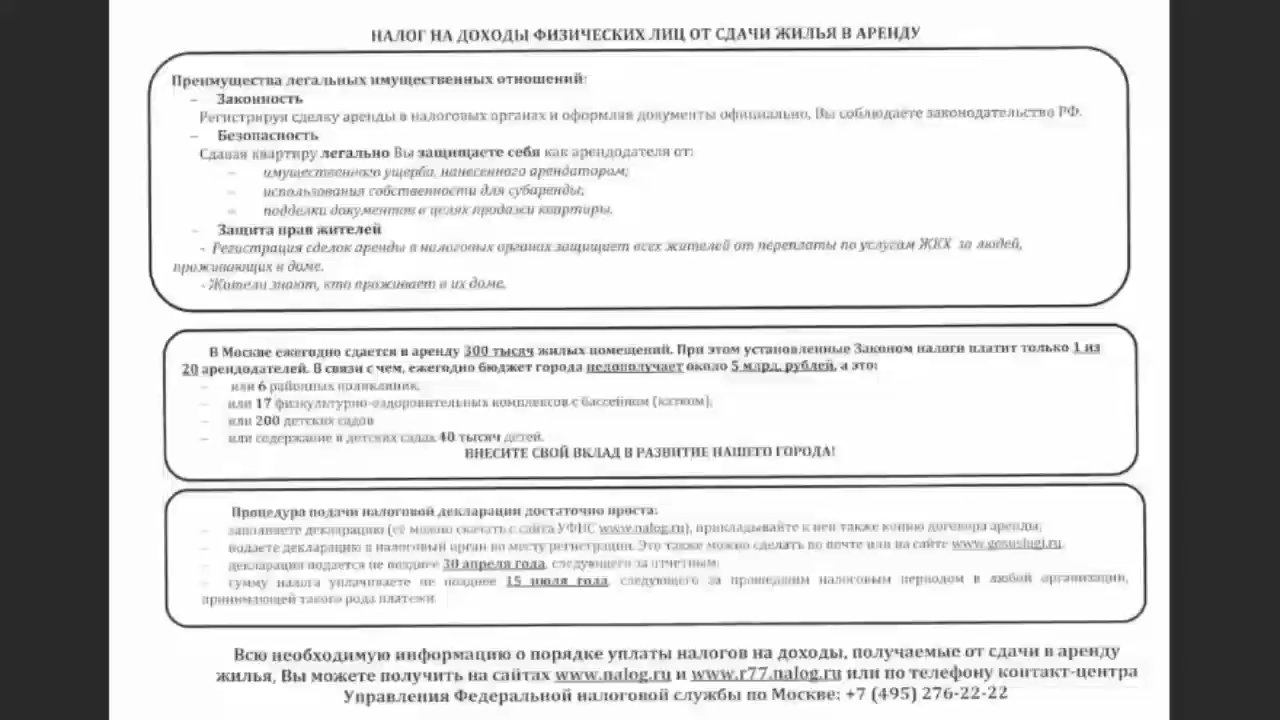 НАЛОГ НА ДОХОДЫ ФИЗИЧЕСКИХ ЛИЦ ОТ СДАЧИ ЖИЛЬЯ В АРЕНДУ
Преимущества легальных имущественных отношений:
– Законность
Регистрируя сделку аренды в налоговых органах и оформляя документы официально, Вы соблюдаете законодательство РФ.
– Безопасность
Сдавая квартиру легально Вы защищаете себя как арендодателя от:
– имущественного ущерба, нанесенного арендатором;
– использования собственности для субаренды;
– подделки документов в целях продажи квартиры.
– Защита прав жителей
- Регистрация сделок аренды в налоговых органах защищает всех жителей от переплаты по услугам ЖКХ за людей,
проживающих в доме.
- Жители знают, кто проживает в их доме.
В Москве ежегодно сдается в аренду 300 тысяч жилых помещений. При этом установленные Законом налоги платит только 1 из
20 арендодателей. В связи с чем, ежегодно бюджет города недополучает около 5 млрд. рублей, а это:
– или 6 районных поликлиник,
– или 17 физкультурно-оздоровительных комплексов с бассейном (катком),
– или 200 детских садов
– или содержание в детских садах 40 тысяч детей.
ВНЕСИТЕ СВОЙ ВКЛАД В РАЗВИТИЕ НАШЕГО ГОРОДА!
Процедура подачи налоговой декларации достаточно проста:
– заполняете декларацию (её можно скачать с сайта УФНС www.nalog.ru), прикладывайте к ней также копию договора аренды;
– подаете декларацию в налоговый орган по месту регистрации. Это также можно сделать по почте или на сайте www.gosuslugi.ru.
– декларация подается не позднее 30 апреля года, следующего за отчетным;
– сумму налога уплачиваете не позднее 15 июля года, следующего за прошедшим налоговым периодом в любой организации,
принимающей такого рода платежи.
Всю необходимую информацию о порядке уплаты налогов на доходы, получаемые от сдачи в аренду
жилья, Вы можете получить на сайтах www.nalog.ru и www.r77.nalog.ru или по телефону контакт-центра
Управления Федеральной налоговой службы по Москве: +7 (495) 276-22-22